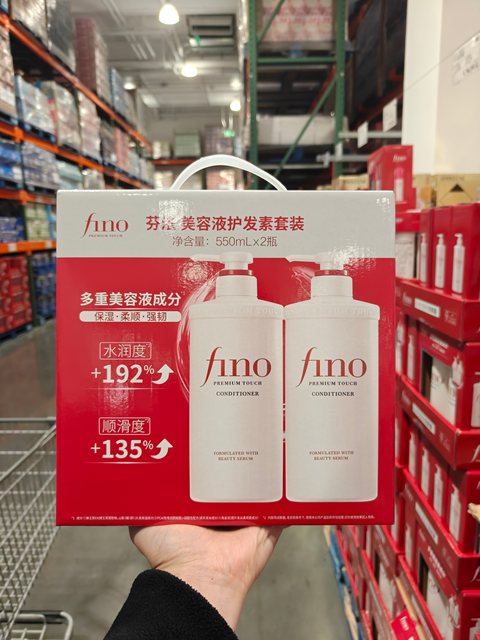 fino
PREMIUM TOUCH
芬浓 美容液护发素套装
净含量：550mL×2瓶
多重美容液成分
保湿·柔顺·强韧
水润度
+192%
顺滑度
+135%
fino
PREMIUM TOUCH
CONDITIONER
FORMULATED WITH
BEAUTY SERUM
fino
PREMIUM TOUCH
CONDITIONER
FORMULATED WITH
BEAUTY SERUM